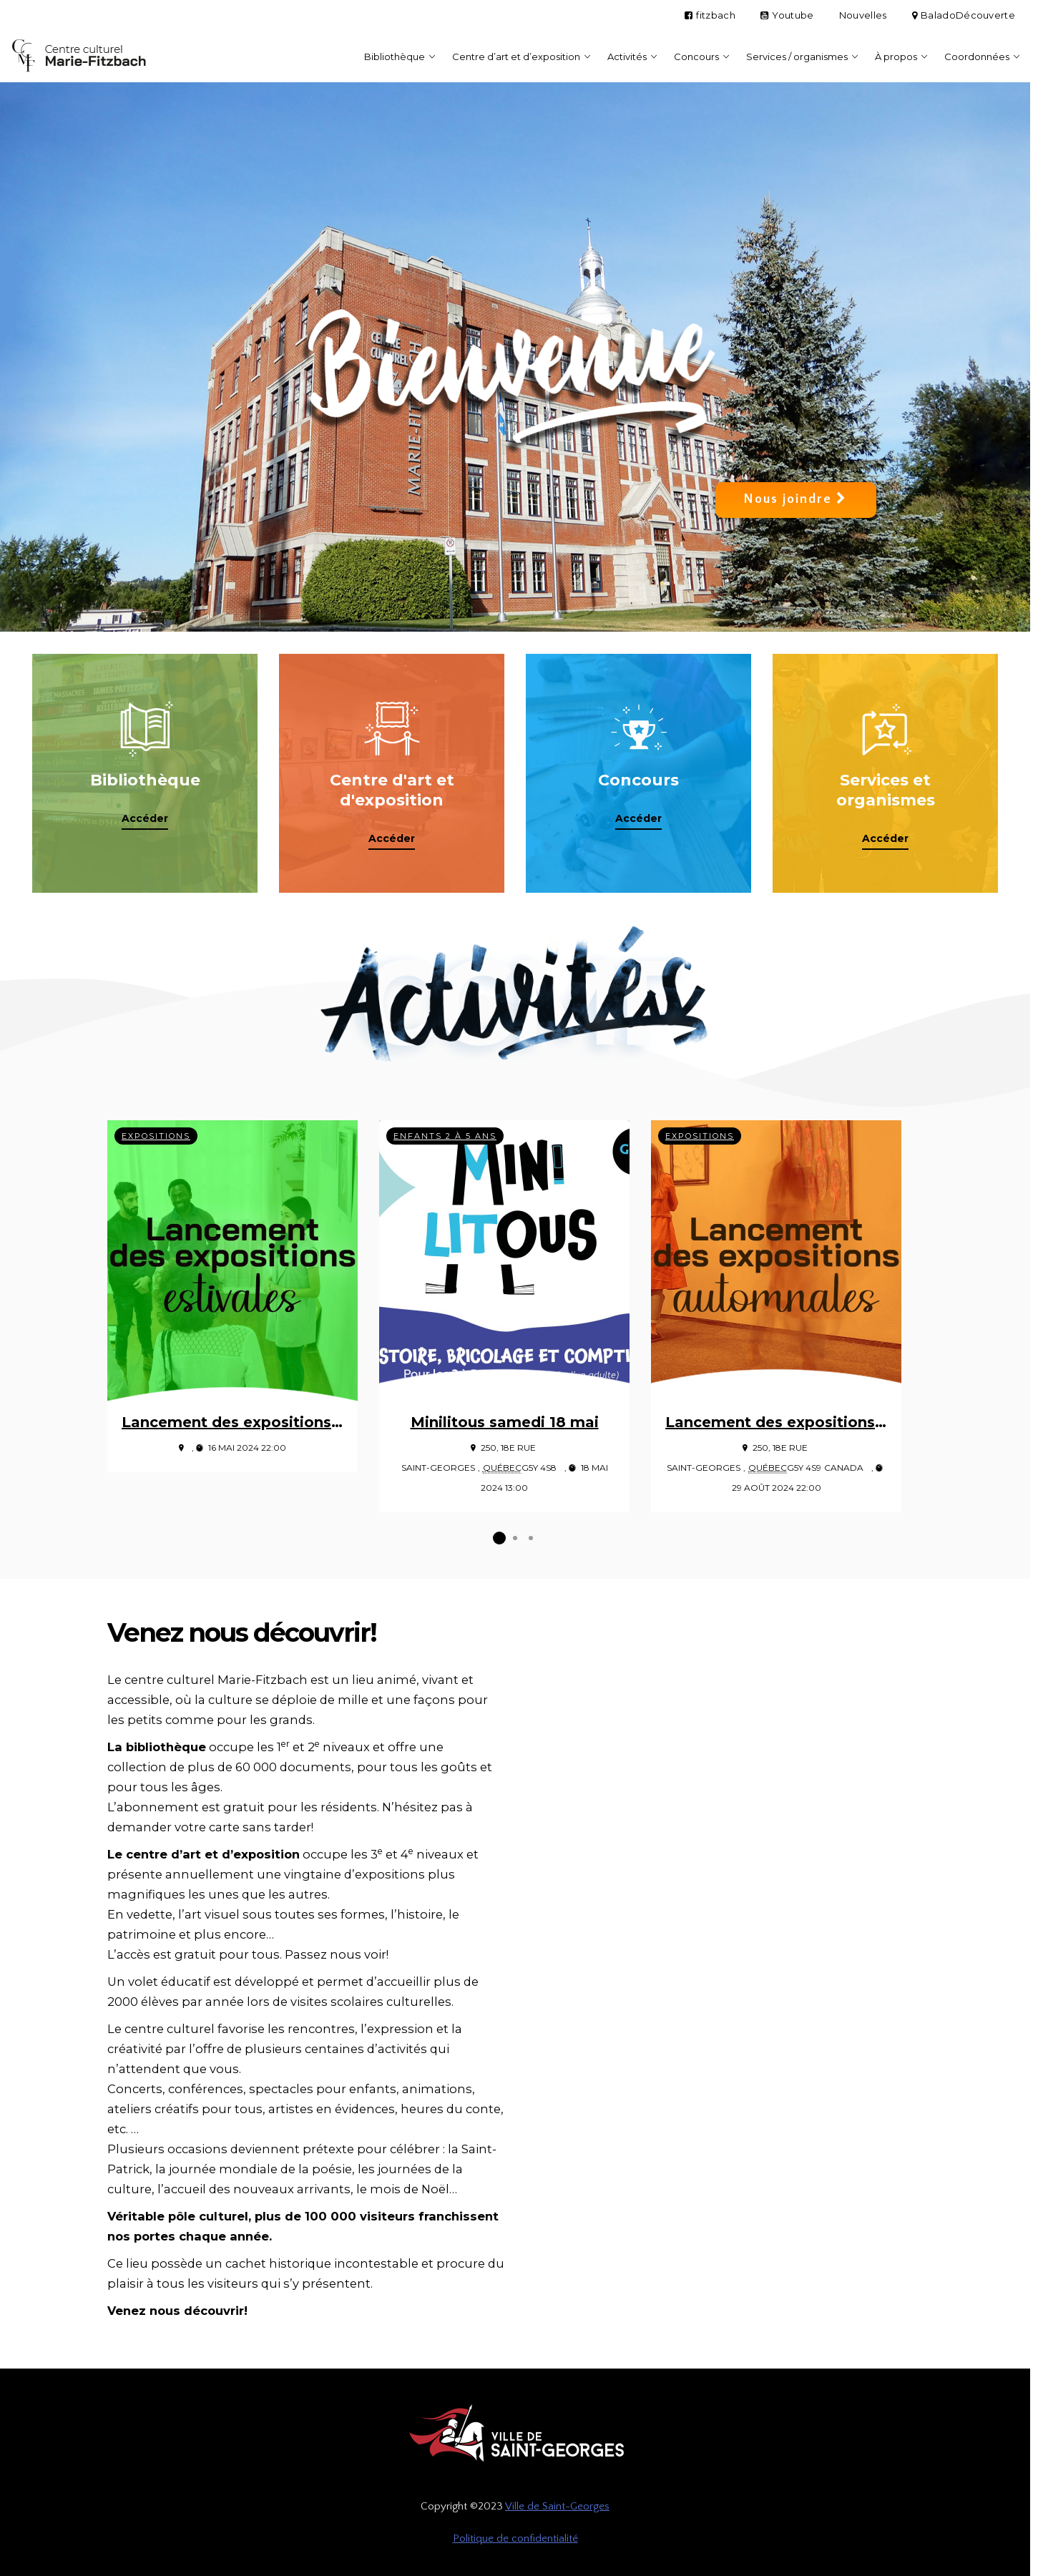 fitzbach Youtube Nouvelles BaladoDécouverte
Centre culturel
Marie-Fitzbach
Bibliothèque Centre d'art et d'exposition Activités Concours Services / organismes À propos Coordonnées
CENTRE
CULTUREL
MARIE-FIT
Bienvenue
Nous joindre
JAMES PATTERSON
Bibliothèque
Accéder
Centre d'art et
d'exposition
Accéder
Concours
Accéder
Services et
organismes
Accéder
Activités
EXPOSITIONS
Lancement
des expositions
estivales
Lancement des expositions...
, 16 MAI 2024 22:00
ENFANTS 2 À 5 ANS
G
MINI
LITOUS
STOIRE, BRICOLAGE ET COMPTI
Minilitous samedi 18 mai
250, 18E RUE
SAINT-GEORGES , QUÉBECG5Y 4S8 , 18 MAI
2024 13:00
EXPOSITIONS
Lancement
des expositions
automnales
Lancement des expositions...
250, 18E RUE
SAINT-GEORGES , QUÉBECG5Y 4S9 CANADA ,
29 AOÛT 2024 22:00
Venez nous découvrir!
Le centre culturel Marie-Fitzbach est un lieu animé, vivant et
accessible, où la culture se déploie de mille et une façons pour
les petits comme pour les grands.
La bibliothèque occupe les 1er et 2e niveaux et offre une
collection de plus de 60 000 documents, pour tous les goûts et
pour tous les âges.
L'abonnement est gratuit pour les résidents. N'hésitez pas à
demander votre carte sans tarder!
Le centre d'art et d'exposition occupe les 3e et 4e niveaux et
présente annuellement une vingtaine d'expositions plus
magnifiques les unes que les autres.
En vedette, l'art visuel sous toutes ses formes, l'histoire, le
patrimoine et plus encore…
L'accès est gratuit pour tous. Passez nous voir!
Un volet éducatif est développé et permet d'accueillir plus de
2000 élèves par année lors de visites scolaires culturelles.
Le centre culturel favorise les rencontres, l'expression et la
créativité par l'offre de plusieurs centaines d'activités qui
n'attendent que vous.
Concerts, conférences, spectacles pour enfants, animations,
ateliers créatifs pour tous, artistes en évidences, heures du conte,
etc. …
Plusieurs occasions deviennent prétexte pour célébrer : la Saint-
Patrick, la journée mondiale de la poésie, les journées de la
culture, l'accueil des nouveaux arrivants, le mois de Noël…
Véritable pôle culturel, plus de 100 000 visiteurs franchissent
nos portes chaque année.
Ce lieu possède un cachet historique incontestable et procure du
plaisir à tous les visiteurs qui s'y présentent.
Venez nous découvrir!
VILLE DE
SAINT-GEORGES
Copyright ©2023 Ville de Saint-Georges
Politique de confidentialité